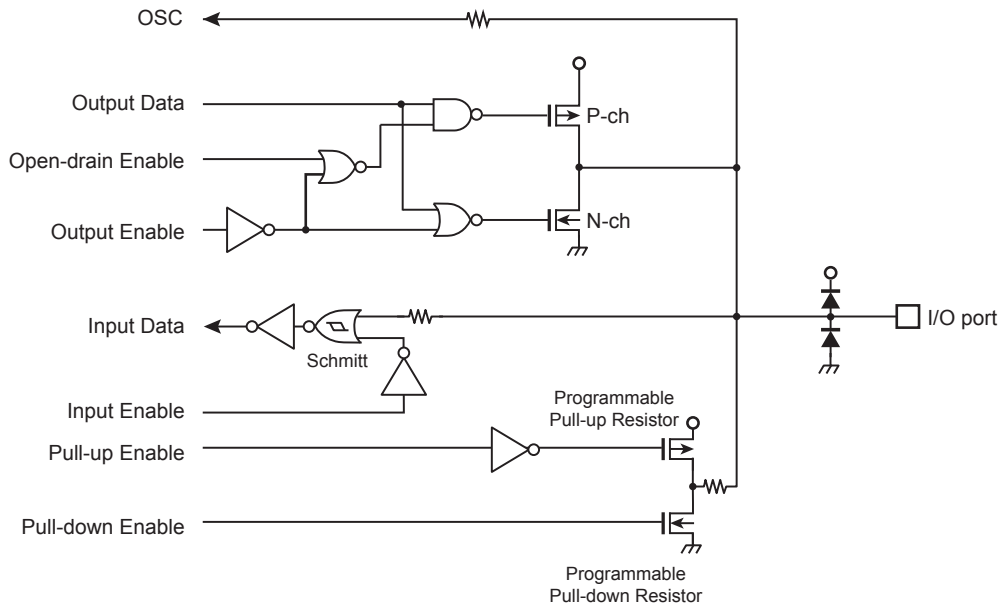 OSC
Output Data
P-ch
Open-drain Enable
N-ch
Output Enable
Input Data
I/O port
Schmitt
Input Enable
Programmable
Pull-up Resistor
Pull-up Enable
Pull-down Enable
Programmable
Pull-down Resistor